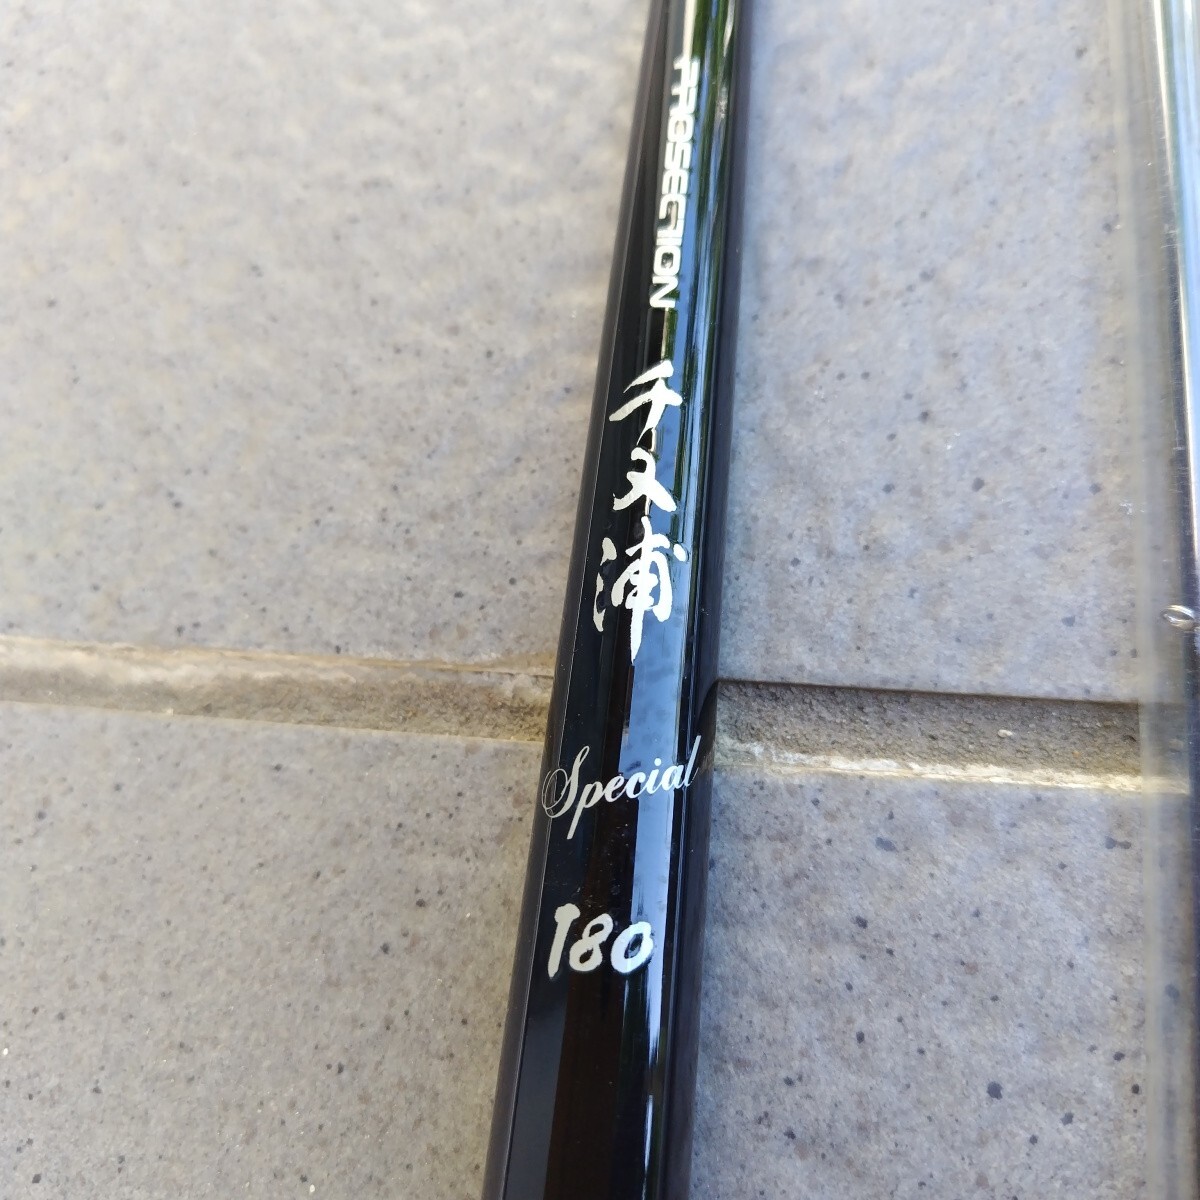 PROSECTION
千又浦
Special
180